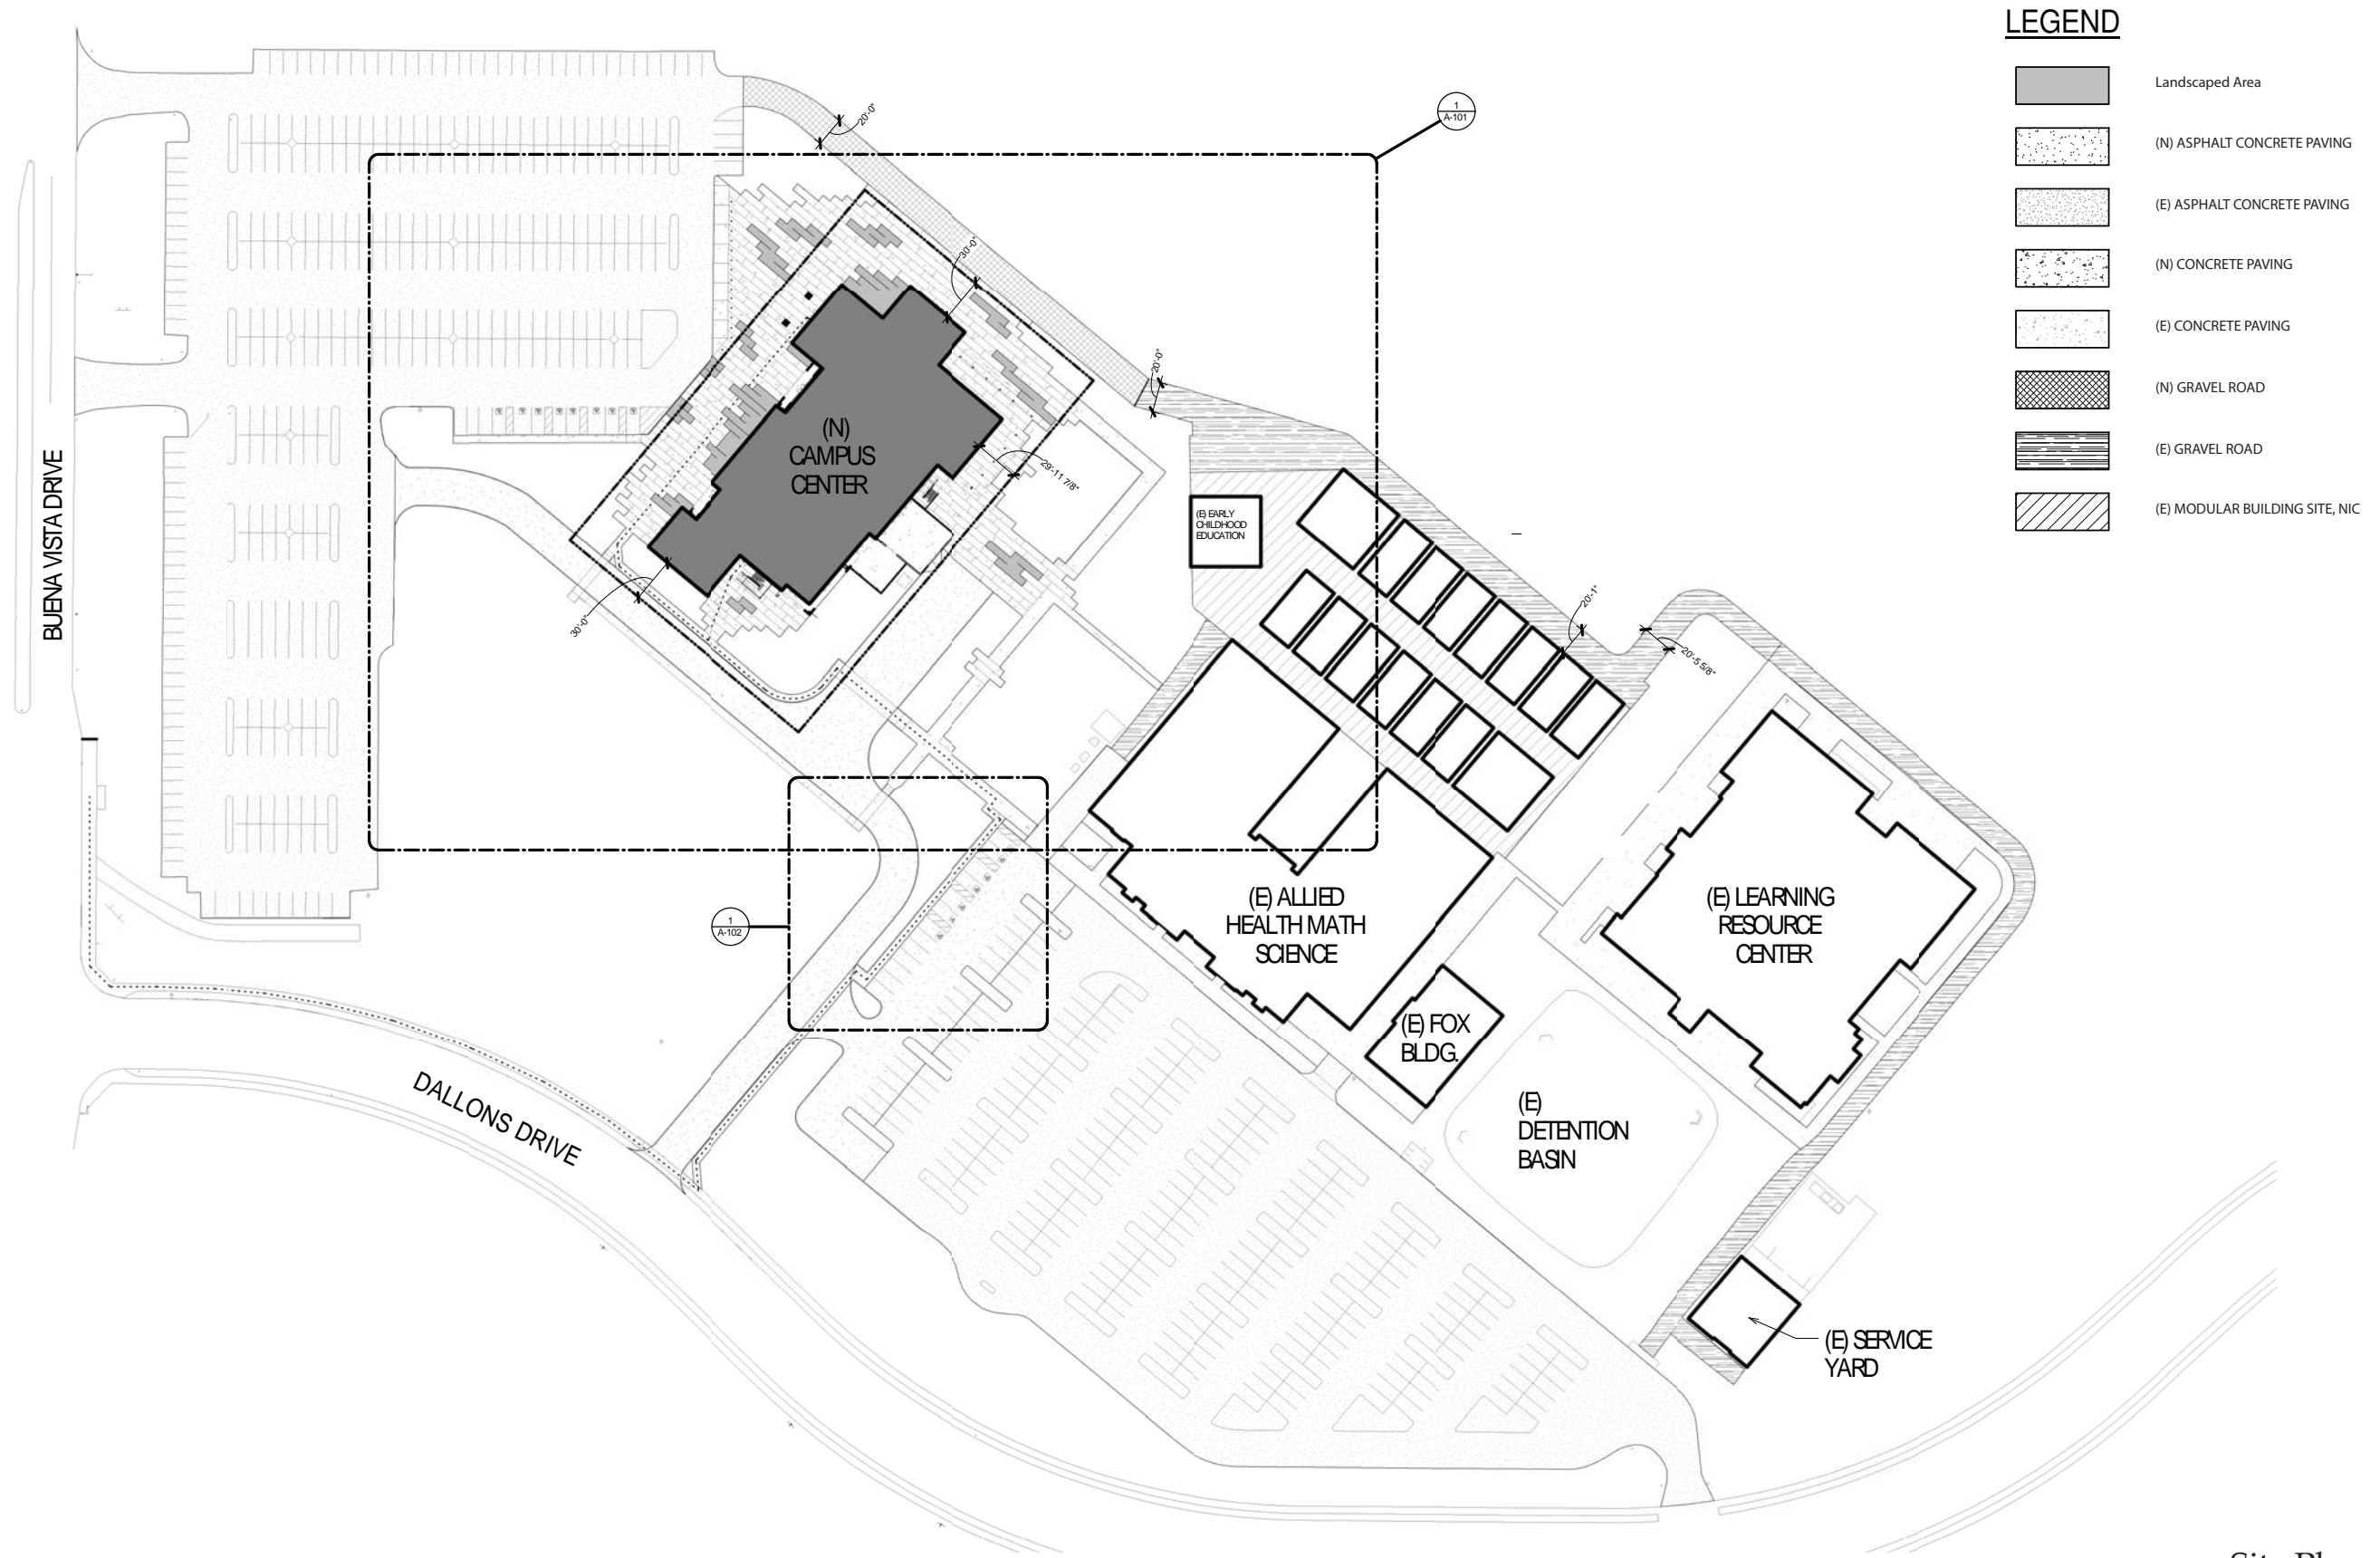 LEGEND
Landscaped Area
(N) ASPHALT CONCRETE PAVING
(E) ASPHALT CONCRETE PAVING
(N) CONCRETE PAVING
(E) CONCRETE PAVING
(N) GRAVEL ROAD
(E) GRAVEL ROAD
(E) MODULAR BUILDING SITE, NIC
1
A-101
20'-0"
30'-0"
20'-0"
(N)
CAMPUS
CENTER
29'-11 7/8"
30'-0"
BUENA VISTA DRIVE
(E) EARLY
CHILDHOOD
EDUCATION
20'-1"
20'-5 5/8"
(E) ALLIED
HEALTH MATH
SCIENCE
(E) LEARNING
RESOURCE
CENTER
1
A-102
(E) FOX
BLDG.
DALLONS DRIVE
(E)
DETENTION
BASIN
(E) SERVICE
YARD